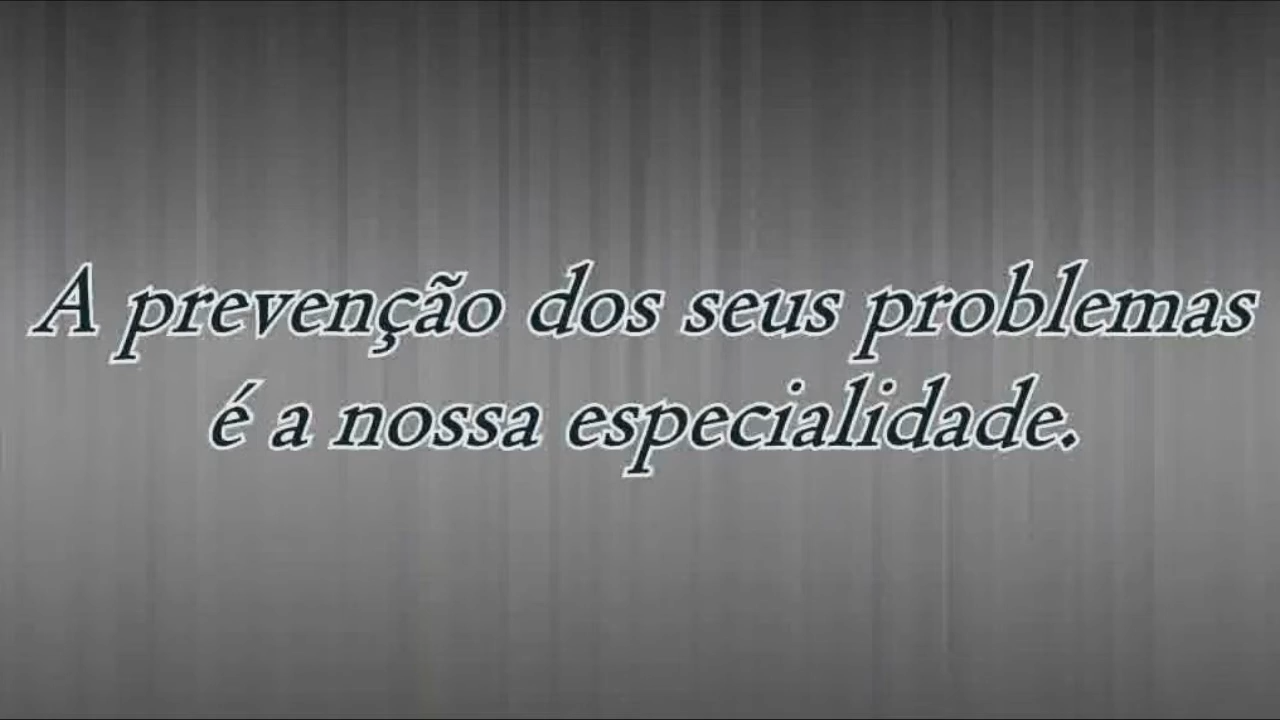 A prevenção dos seus problemas
é a nossa especialidade.